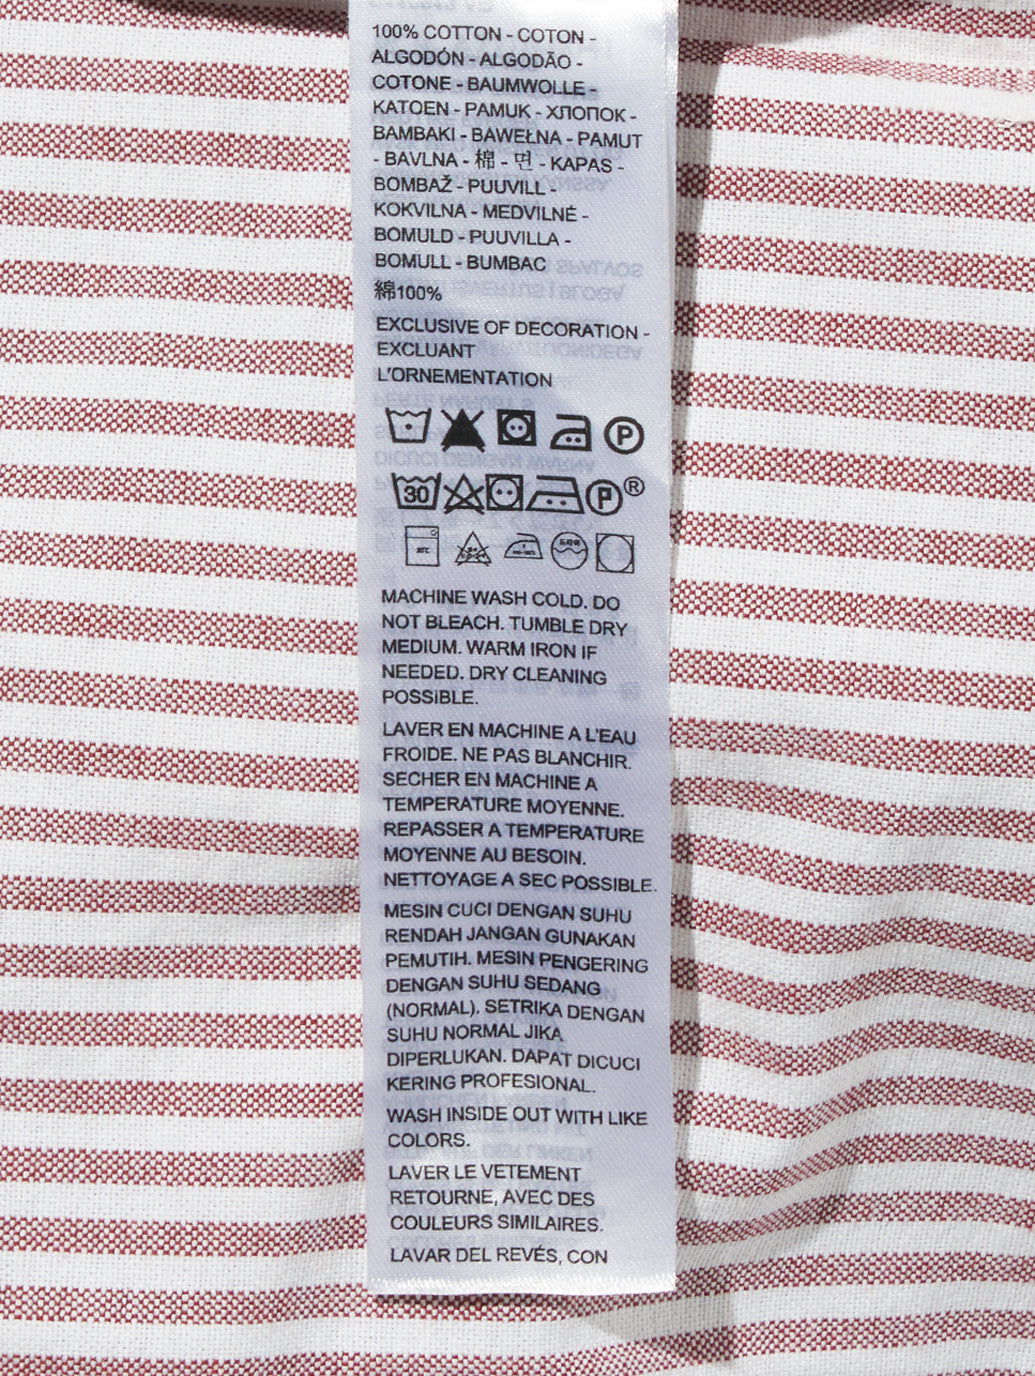 100% COTTON - COTON -
ALGODÓN - ALGODÃO -
COTONE - BAUMWOLLE -
KATOEN - PAMUK - ХЛОПОК -
BAMBAKI - BAWEŁNA - PAMUT
- BAVLNA - 棉 - 면 - KAPAS -
BOMBAŽ - PUUVILL -
KOKVILNA - MEDVILNĖ -
BOMULD - PUUVILLA -
BOMULL - BUMBAC
綿100%
EXCLUSIVE OF DECORATION -
EXCLUANT
L'ORNEMENTATION
P
30 P®
MACHINE WASH COLD. DO
NOT BLEACH. TUMBLE DRY
MEDIUM. WARM IRON IF
NEEDED. DRY CLEANING
POSSIBLE.
LAVER EN MACHINE A L'EAU
FROIDE. NE PAS BLANCHIR.
SECHER EN MACHINE A
TEMPERATURE MOYENNE.
REPASSER A TEMPERATURE
MOYENNE AU BESOIN.
NETTOYAGE A SEC POSSIBLE.
MESIN CUCI DENGAN SUHU
RENDAH JANGAN GUNAKAN
PEMUTIH. MESIN PENGERING
DENGAN SUHU SEDANG
(NORMAL). SETRIKA DENGAN
SUHU NORMAL JIKA
DIPERLUKAN. DAPAT DICUCI
KERING PROFESIONAL.
WASH INSIDE OUT WITH LIKE
COLORS.
LAVER LE VETEMENT
RETOURNE, AVEC DES
COULEURS SIMILAIRES.
LAVAR DEL REVÉS, CON